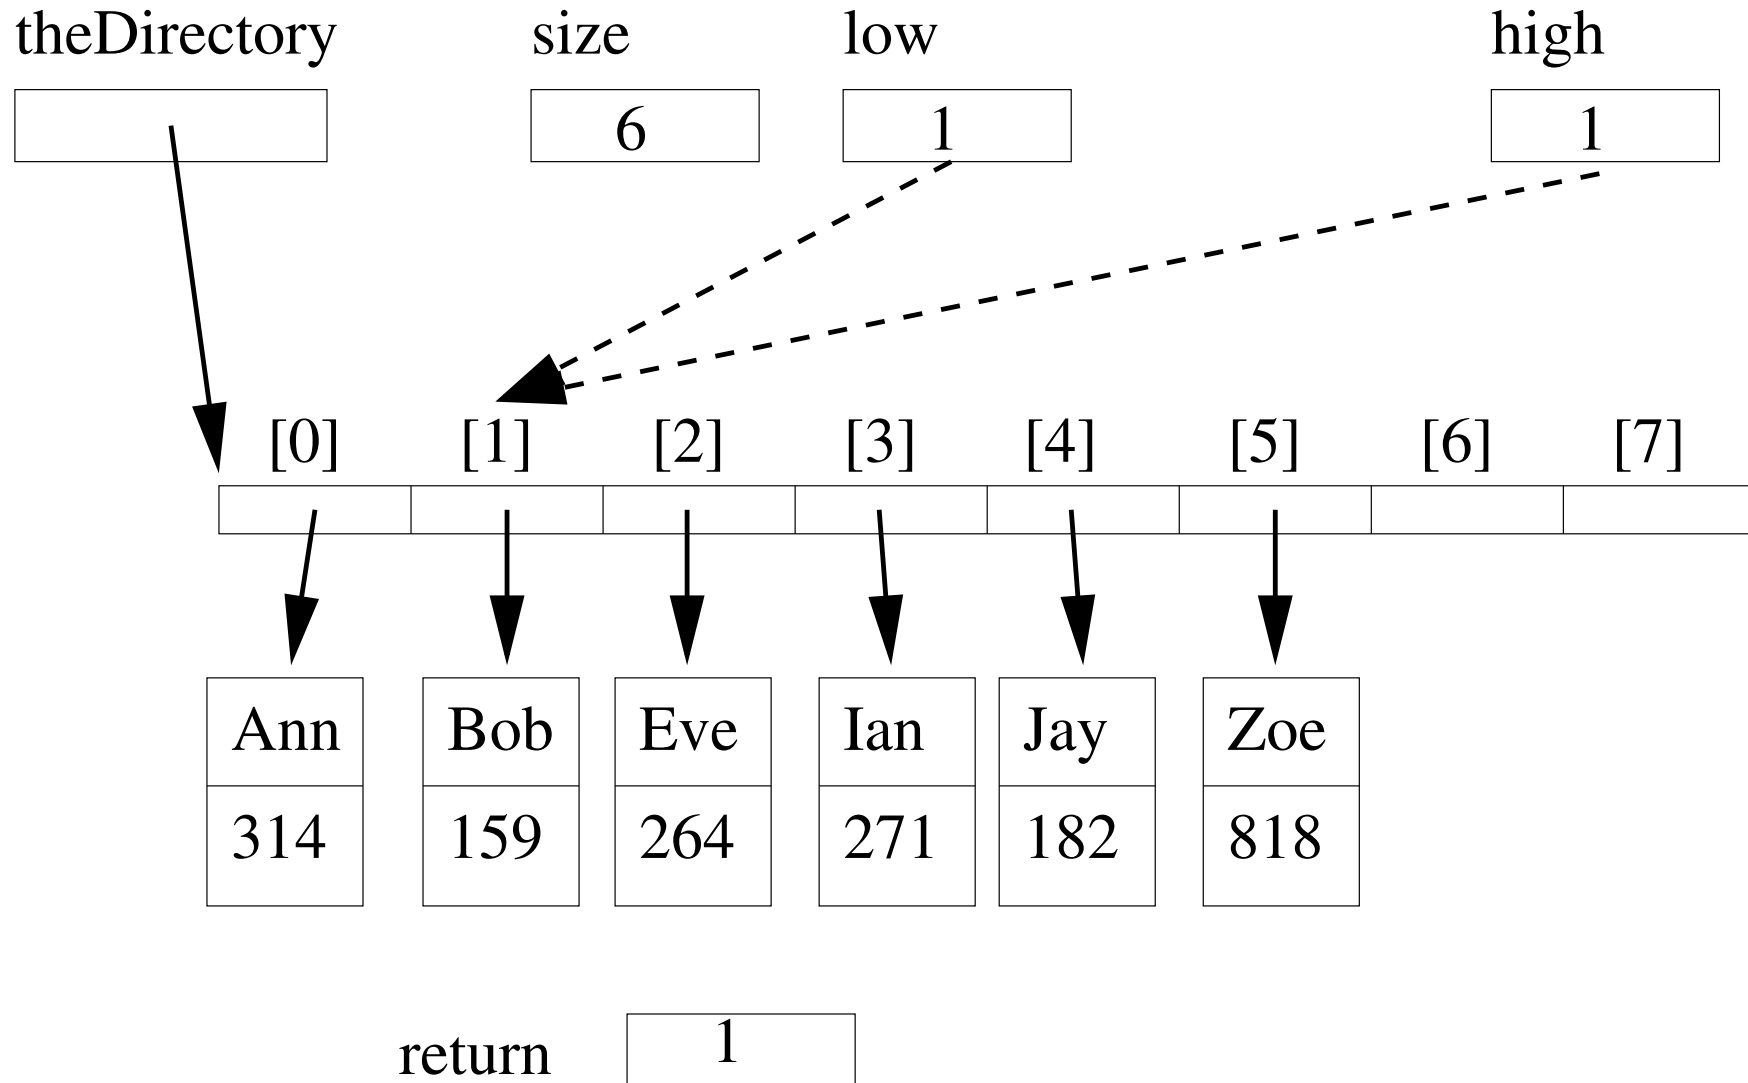 theDirectory size low high
6 1 1
[0] [1] [2] [3] [4] [5] [6] [7]
Ann Bob Eve Ian Jay Zoe
314 159 264 271 182 818
return 1